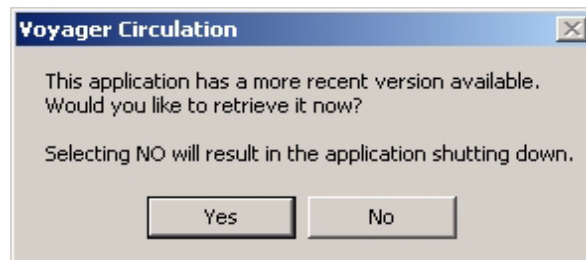 Voyager Circulation
This application has a more recent version available.
Would you like to retrieve it now?
Selecting NO will result in the application shutting down.
Yes No